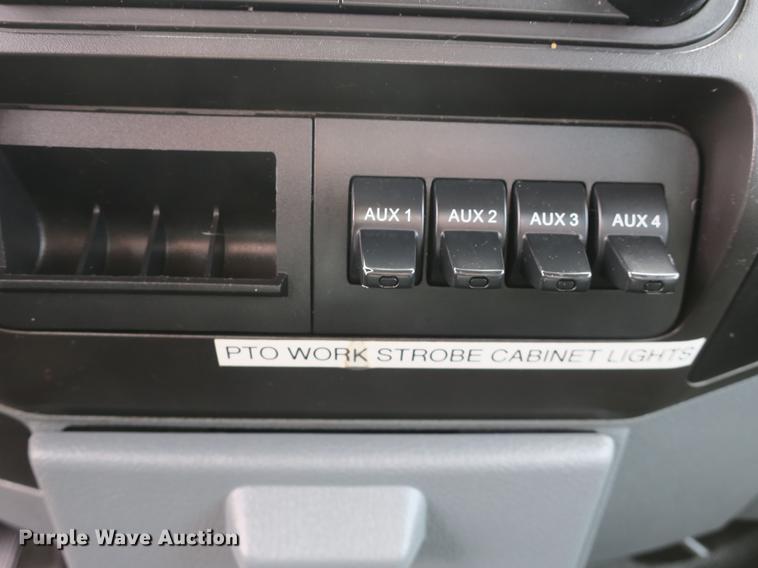 AUX 1 AUX 2 AUX 3 AUX 4
PTO WORK STROBE CABINET LIGHTS
Purple Wave Auction